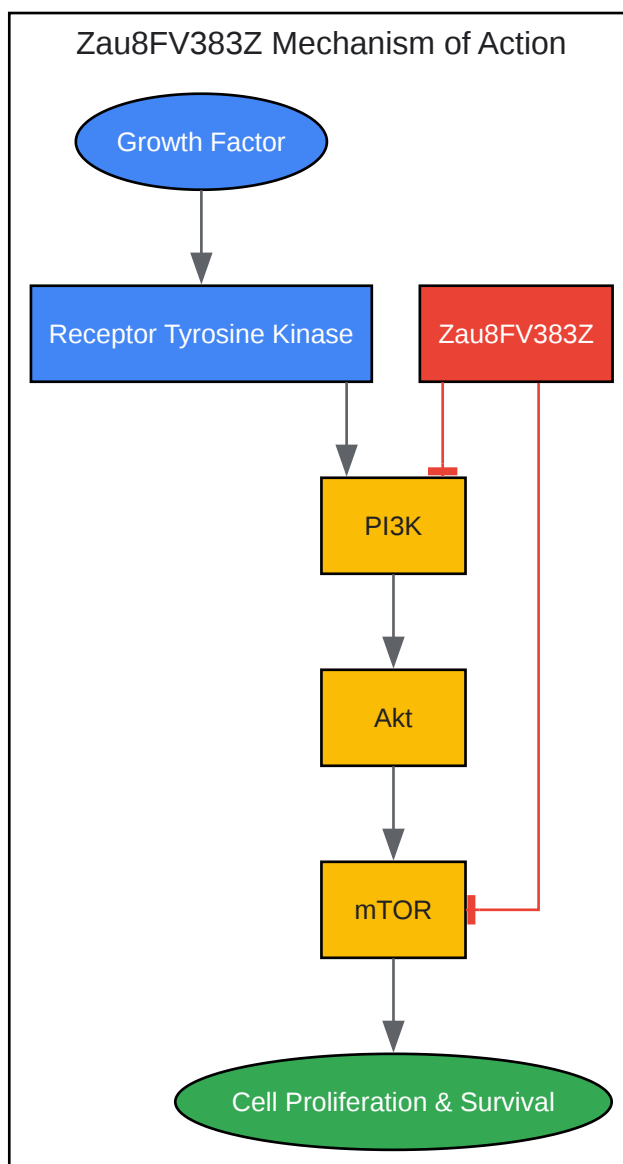 Zau8FV383Z Mechanism of Action
Growth Factor
Receptor Tyrosine Kinase
Zau8FV383Z
PI3K
Akt
mTOR
Cell Proliferation & Survival